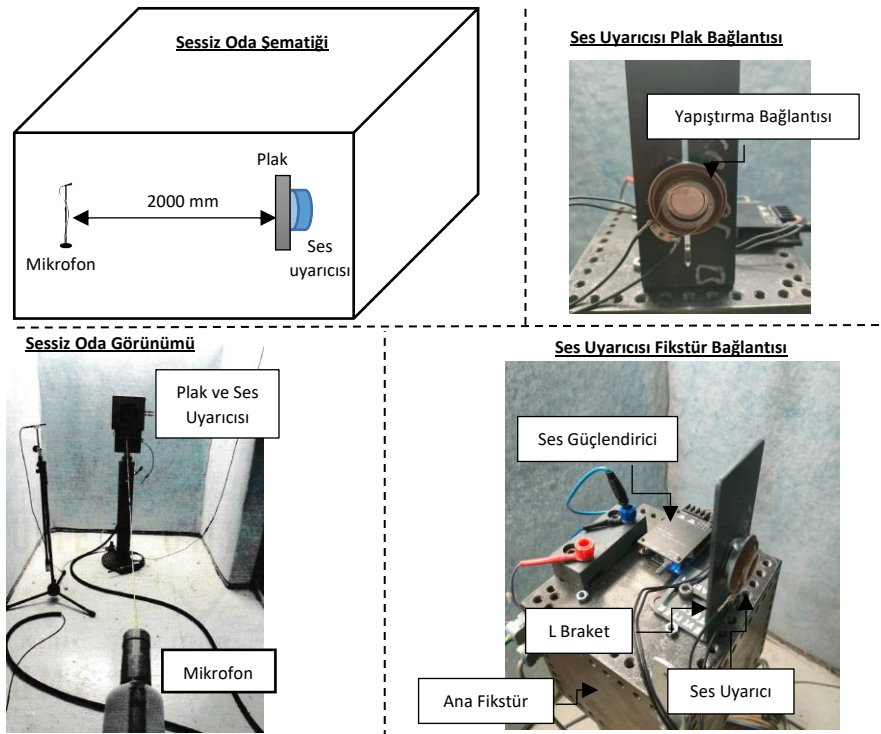 Sessiz Oda Şematiği
Plak
2000 mm
Mikrofon
Ses
uyarıcısı
Ses Uyarıcısı Plak Bağlantısı
Yapıştırma Bağlantısı
Sessiz Oda Görünümü
Plak ve Ses
Uyarıcısı
Mikrofon
Ses Uyarıcısı Fikstür Bağlantısı
Ses Güçlendirici
L Braket
Ana Fikstür
Ses Uyarıcı